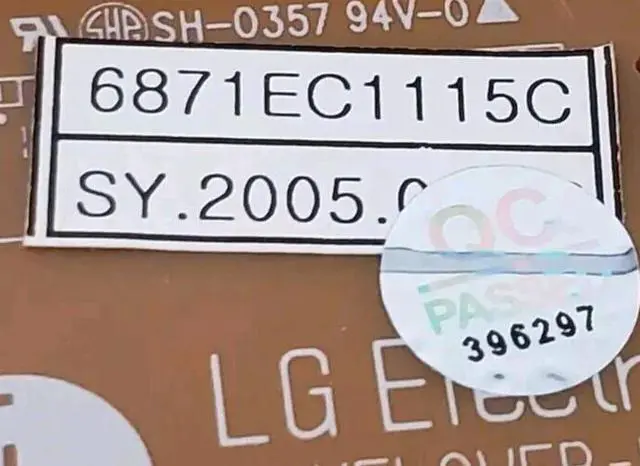 SH-0357 94V-0
6871EC1115C
SY.2005.0
QC
PASSED
396297
LG Electr